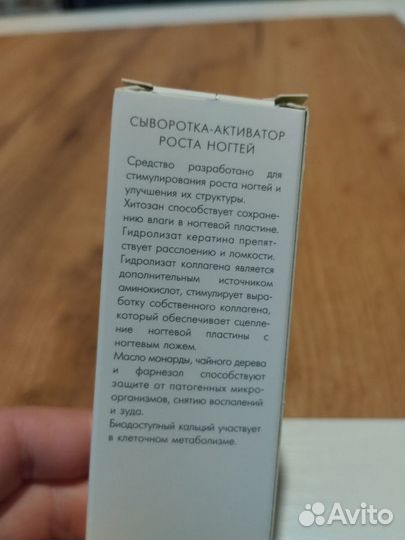 СЫВОРОТКА-АКТИВАТОР
РОСТА НОГТЕЙ
Средство разработано для
стимулирования роста ногтей и
улучшения их структуры.
Хитозан способствует сохране-
нию влаги в ногтевой пластине.
Гидролизат кератина препят-
ствует расслоению и ломкости.
Гидролизат коллагена является
дополнительным источником
аминокислот, стимулирует выра-
ботку собственного коллагена,
который обеспечивает сцепле-
ние ногтевой пластины с
ногтевым ложем.
Масло монарды, чайного дерева
и фарнезол способствуют
защите от патогенных микро-
организмов, снятию воспалений
и зуда.
Биодоступный кальций участвует
в клеточном метаболизме.
Avito